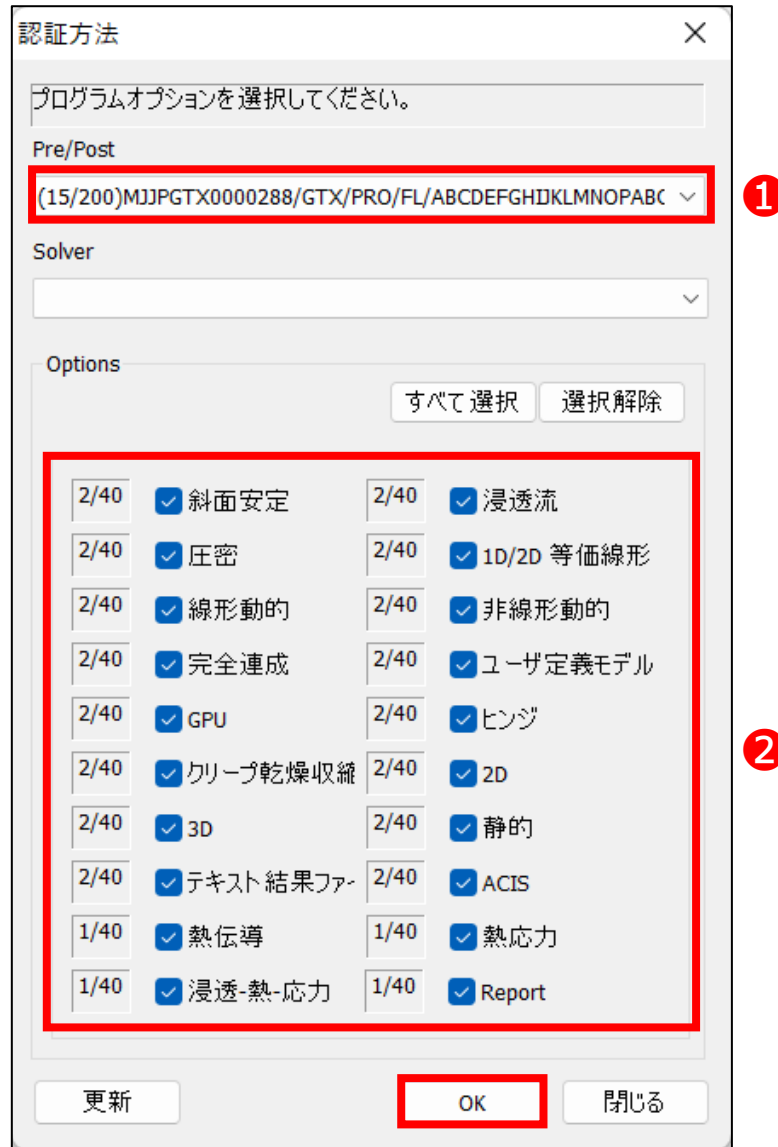 認証方法
プログラムオプションを選択してください。
Pre/Post
(15/200)MJJPGTX0000288/GTX/PRO/FL/ABCDEFGHIJKLMNOPABC
1
Solver
Options
すべて選択 選択解除
2/40 斜面安定 2/40 浸透流
2/40 圧密 2/40 1D/2D 等価線形
2/40 線形動的 2/40 非線形動的
2/40 完全連成 2/40 ユーザ定義モデル
2/40 GPU 2/40 ヒンジ
2
2/40 クリープ乾燥収縮 2/40 2D
2/40 3D 2/40 静的
2/40 テキスト結果ファ 2/40 ACIS
1/40 熱伝導 1/40 熱応力
1/40 浸透-熱-応力 1/40 Report
更新 OK 閉じる